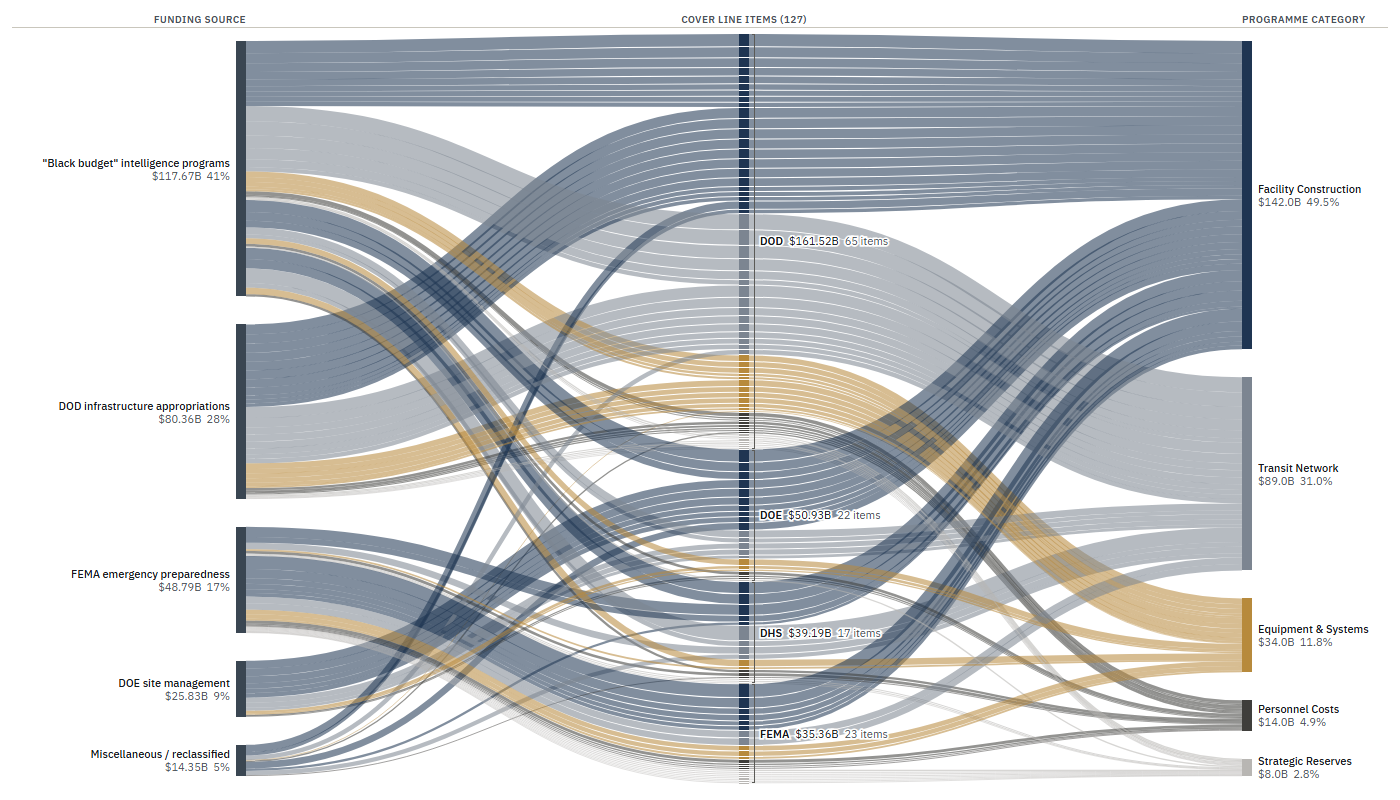 FUNDING SOURCE
COVER LINE ITEMS (127)
PROGRAMME CATEGORY
"Black budget" intelligence programs
$117.67B 41%
DOD infrastructure appropriations
$80.36B 28%
FEMA emergency preparedness
$48.79B 17%
DOE site management
$25.83B 9%
Miscellaneous / reclassified
$14.35B 5%
DOD $161.52B 65 items
DOE $50.93B 22 items
DHS $39.19B 17 items
FEMA $35.36B 23 items
Facility Construction
$142.0B 49.5%
Transit Network
$89.0B 31.0%
Equipment & Systems
$34.0B 11.8%
Personnel Costs
$14.0B 4.9%
Strategic Reserves
$8.0B 2.8%